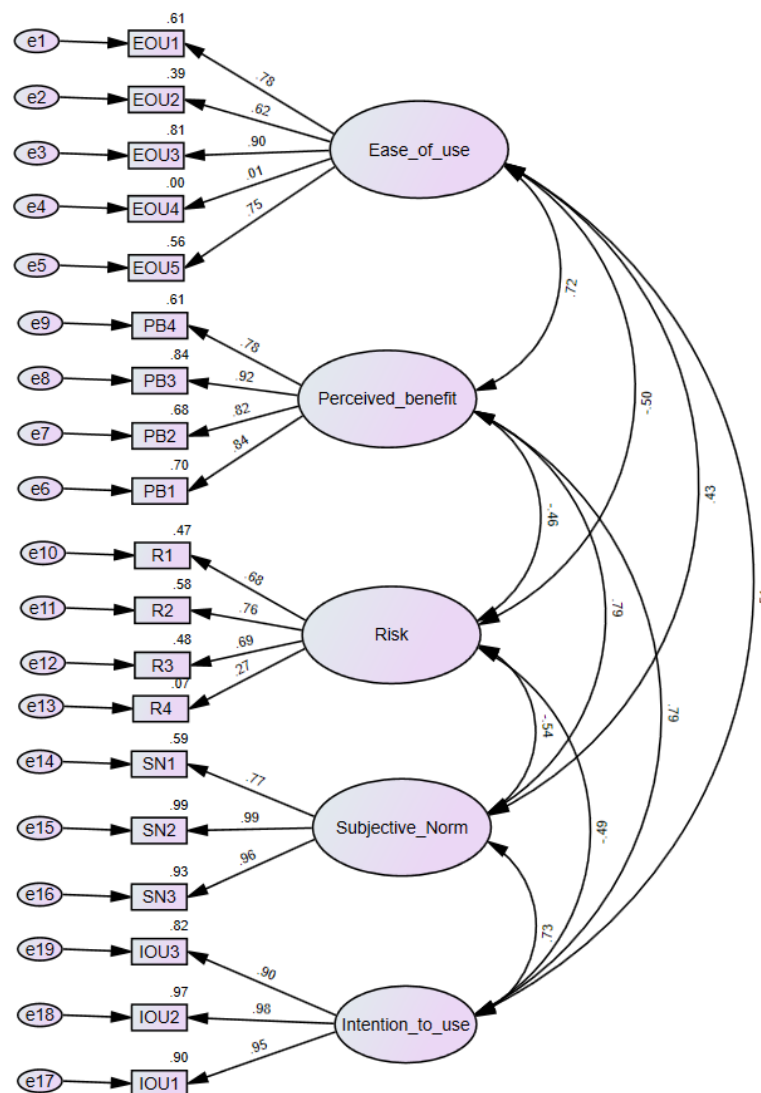 .61
e1 EOU1
.78
.39
e2 EOU2
.62
.81
e3 EOU3
.90
Ease_of_use
.00
.01
e4 EOU4
.75
.56
e5 EOU5
.72
.61
e9 PB4
.78
.84
e8 PB3
.92
Perceived_benefit
-.50
.68
.82
e7 PB2
.84
.70
e6 PB1
.43
-.46
.47
e10 R1
.68
.58
e11 R2
.76
.79
Risk
.48
.69
e12 R3
.27
.07
e13 R4
.79
-.54
.59
e14 SN1
.77
.99
e15 SN2
.99
Subjective_Norm
-.49
.96
.93
e16 SN3
.73
.82
e19 IOU3
.90
.97
e18 IOU2
.98
Intention_to_use
.95
.90
e17 IOU1